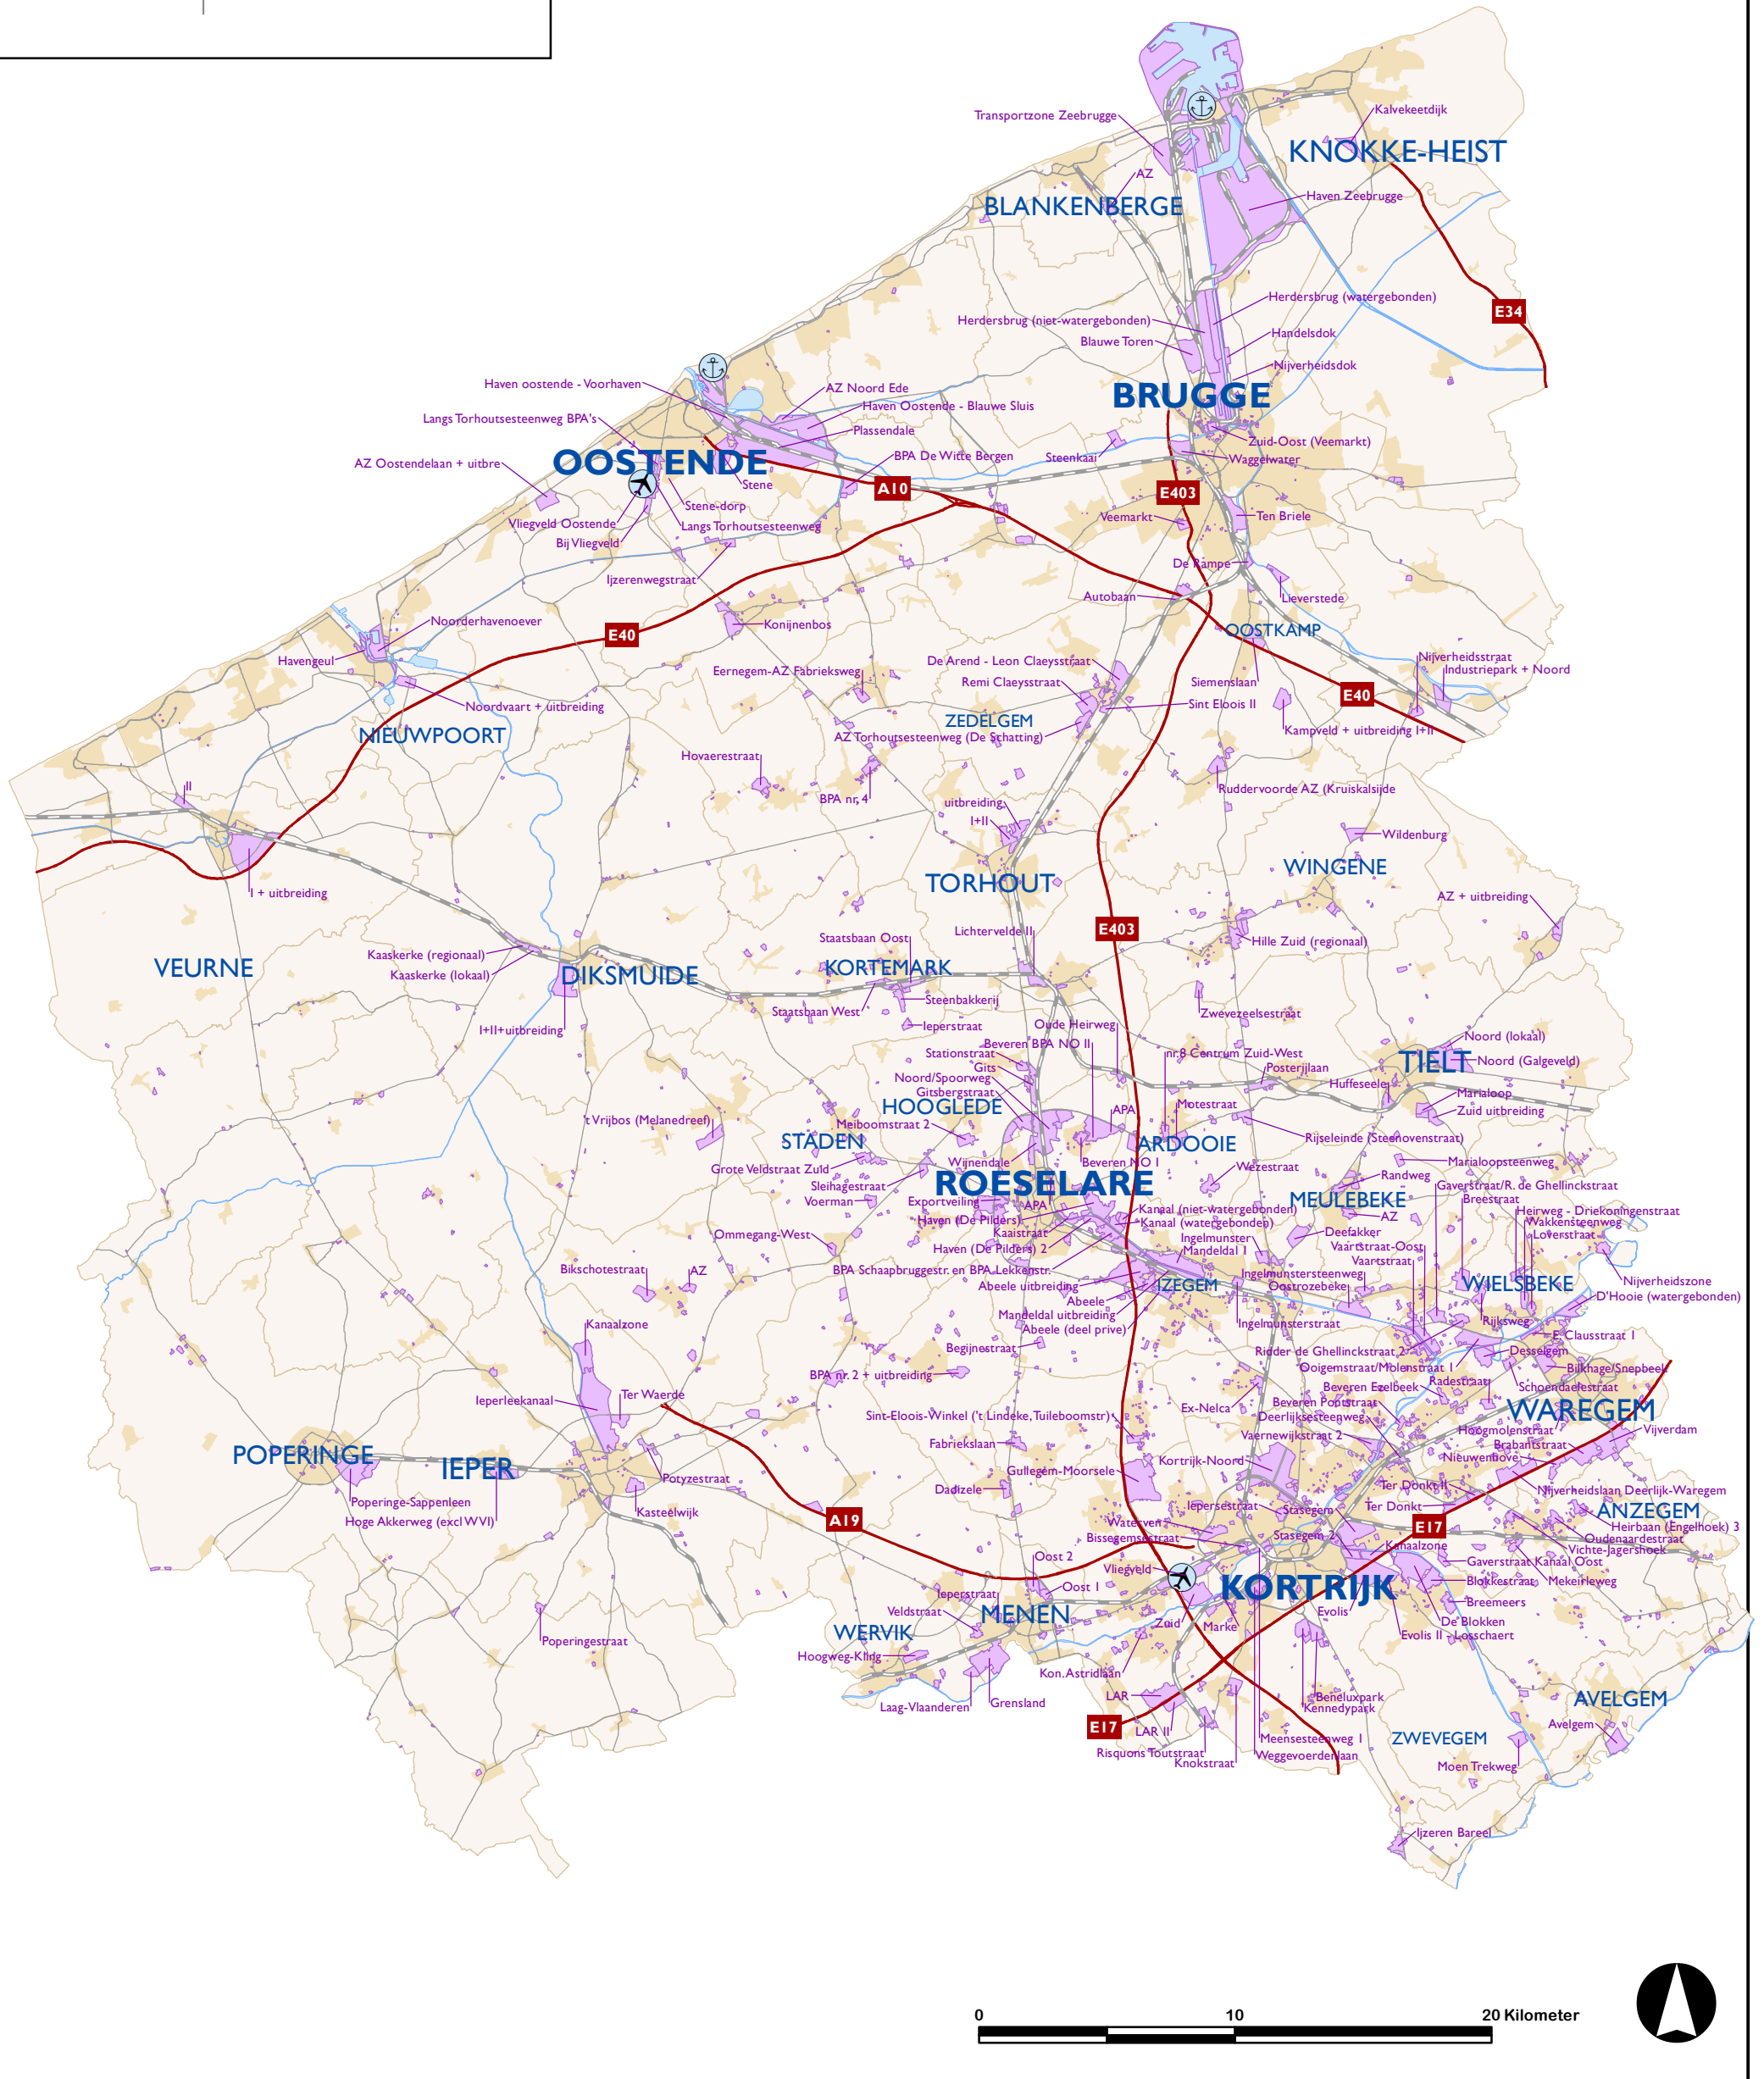 Kalvekeetdijk
Transportzone Zeebrugge
KNOKKE-HEIST
AZ
Haven Zeebrugge
BLANKENBERGE
Herdersbrug (watergebonden)
E34
Herdersbrug (niet-watergebonden)
Handelsdok
Blauwe Toren
Nijverheidsdok
Haven oostende - Voorhaven
AZ Noord Ede
BRUGGE
Haven Oostende - Blauwe Sluis
Langs Torhoutsesteenweg BPA's
Plassendale
Zuid-Oost (Veemarkt)
BPA De Witte Bergen
Steenkaai
Waggelwater
AZ Oostendelaan + uitbre
OOSTENDE
Stene
A10
E403
Stene-dorp
Veemarkt
Ten Briele
Vliegveld Oostende
Langs Torhoutsesteenweg
Bij Vliegveld
De Rampe
Ijzerenwegstraat
Autobaan
Lieverstede
Noorderhavenoever
Konijnenbos
OOSTKAMP
E40
Havengeul
De Arend - Leon Claeysstraat
Nijverheidsstraat
Industriepark + Noord
Eernegem-AZ Fabrieksweg
Remi Claeysstraat
Siemenslaan
E40
Noordvaart + uitbreiding
Sint Eloois II
ZEDELGEM
NIEUWPOORT
AZ Torhoutsesteenweg (De Schatting)
Kampveld + uitbreiding I+II
Hovaerestraat
II
BPA nr, 4
Ruddervoorde AZ (Kruiskalsijde
uitbreiding
I+II
Wildenburg
WINGENE
TORHOUT
I + uitbreiding
AZ + uitbreiding
E403
Lichtervelde II
Staatsbaan Oost
Hille Zuid (regionaal)
Kaaskerke (regionaal)
VEURNE
KORTEMARK
Kaaskerke (lokaal)
DIKSMUIDE
Steenbakkerij
Staatsbaan West
Zwevezeelsestraat
I+II+uitbreiding
Ieperstraat
Oude Heirweg
Noord (lokaal)
Beveren BPA NO II
Stationstraat
nr.8 Centrum Zuid-West
TIELT
Noord (Galgeveld)
Gits
Posterijlaan
Noord/Spoorweg
Huffeseele
Gitsbergstraat
Marialoop
HOOGLEDE
APA
Motestraat
Zuid uitbreiding
't Vrijbos (Melanedreef)
Meiboomstraat 2
STADEN
ARDOOIE
Rijseleinde (Steenovenstraat)
Grote Veldstraat Zuid
Wijnendale
Beveren NO I
Wezestraat
Marialoopsteenweg
Sleihagestraat
ROESELARE
Randweg
Gaverstraat/R. de Ghellinckstraat
Voerman
Exportveiling
APA
MEULEBEKE
Breestraat
Haven (De Pilders)
Kanaal (niet-watergebonden)
AZ
Heirweg - Driekoningenstraat
Kanaal (watergebonden)
Wakkensteenweg
Ommegang-West
Kaaistraat
Ingelmunster
Deefakker
Loverstraat
Haven (De Pilders) 2
Mandeldal 1
Vaartstraat-Oost
Bikschotestraat
AZ
BPA Schaapbruggestr. en BPA Lekkenstr.
Vaartstraat
Abeele uitbreiding
IZEGEM
Ingelmunstersteenweg
WIELSBEKE
Nijverheidszone
Oostrozebeke
Abeele
D'Hooie (watergebonden)
Mandeldal uitbreiding
Kanaalzone
Abeele (deel prive)
Ingelmunsterstraat
Rijksweg
E. Clausstraat 1
Begijnestraat
Ridder de Ghellinckstraat 2
Desselgem
BPA nr. 2 + uitbreiding
Ooigemstraat/Molenstraat 1
Bilkhage/Snepbeek
Ieperleekanaal
Ter Waerde
Beveren Ezelbeek
Radestraat
Schoendaelestraat
Ex-Nelca
Beveren Pontstraat
Sint-Eloois-Winkel ('t Lindeke, Tuileboomstr)
Deerlijksesteenweg
WAREGEM
Fabriekslaan
Vaernewijkstraat 2
Hoogmolenstraat
Vijverdam
POPERINGE
Brabantstraat
IEPER
Gullegem-Moorsele
Kortrijk-Noord
Nieuwenhove
Potyzestraat
Dadizele
Ter Donkt II
Nijverheidslaan Deerlijk-Waregem
Poperinge-Sappenleen
Iepersestraat
Stasegem
Ter Donkt
ANZEGEM
Hoge Akkerweg (excl WVI)
Kasteelwijk
A19
Waterven
E17
Heirbaan (Engelhoek) 3
Bissegemsestraat
Stasegem 2
Oudenaardestraat
Kanaalzone
Vichte-Jagershoek
Oost 2
Vliegveld
Gaverstraat Kanaal Oost
Oost 1
KORTRIJK
Blokkestraat
Mekeirleweg
Ieperstraat
Breemeers
Veldstraat
MENEN
Evolis
De Blokken
WERVIK
Zuid
Marke
Evolis II - Losschaert
Poperingestraat
Hoogweg-Kling
Kon. Astridlaan
Laag-Vlaanderen
Grensland
LAR
Beneluxpark
AVELGEM
Kennedypark
E17
LAR II
Meensesteenweg 1
ZWEVEGEM
Avelgem
Risquons Toutstraat
Weggevoerdenlaan
Knokstraat
Moen Trekweg
Ijzeren Bareel
0 10 20 Kilometer